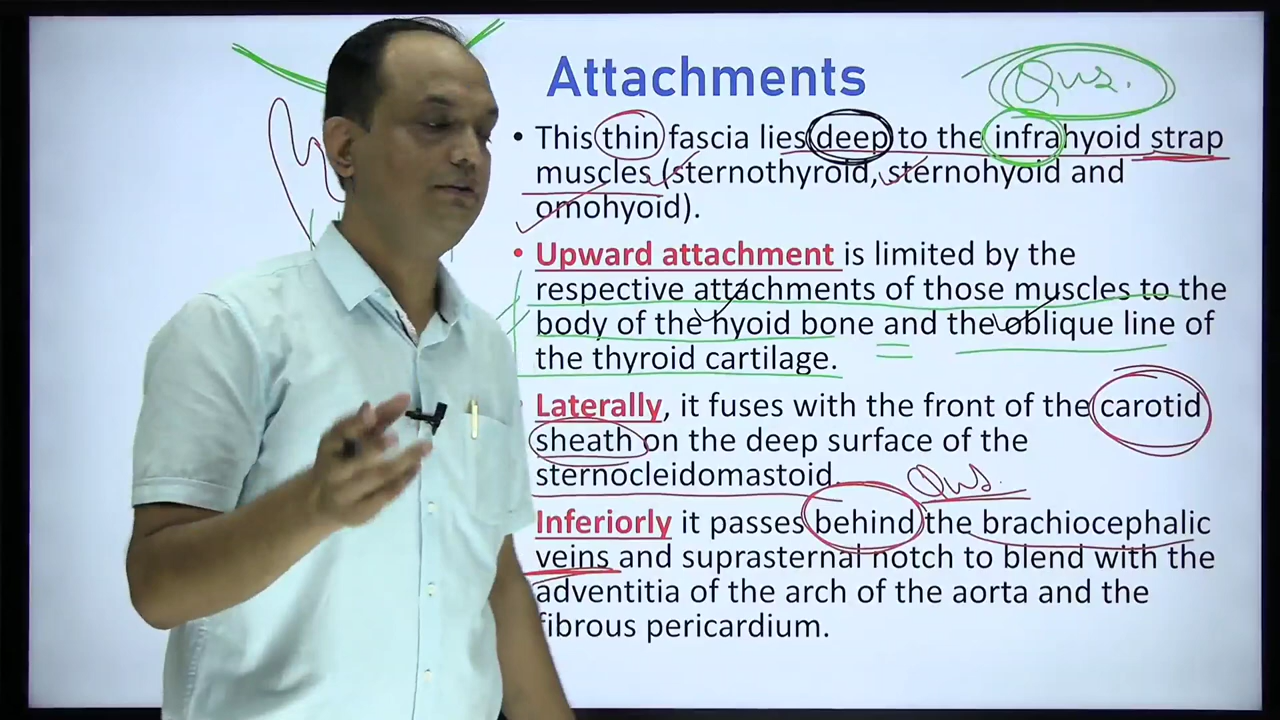 Attachments
Qus.
• This thin fascia lies deep to the infrahyoid strap
muscles (sternothyroid, sternohyoid and
omohyoid).
• Upward attachment is limited by the
respective attachments of those muscles to the
body of the hyoid bone and the oblique line of
the thyroid cartilage.
Laterally, it fuses with the front of the carotid
sheath on the deep surface of the
sternocleidomastoid.
Qus.
Inferiorly it passes behind the brachiocephalic
veins and suprasternal notch to blend with the
adventitia of the arch of the aorta and the
fibrous pericardium.